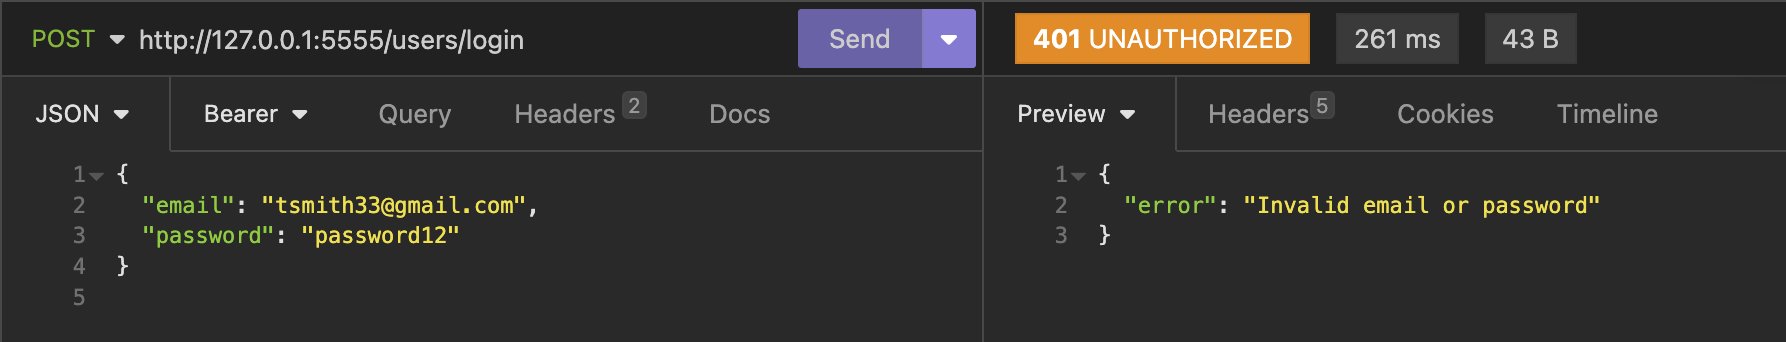 POST http://127.0.0.1:5555/users/login Send
JSON Bearer Query Headers 2 Docs
1 {
2 "email": "tsmith33@gmail.com",
3 "password": "password12"
4 }
5
401 UNAUTHORIZED 261 ms 43 B
Preview Headers 5 Cookies Timeline
1 {
2 "error": "Invalid email or password"
3 }